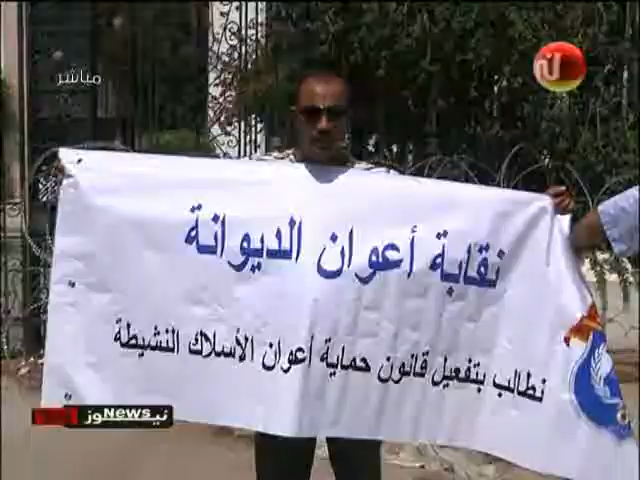 مباشر
ن
نقابة أعوان الديوانة
نطالب بتفعيل قانون حماية أعوان الأسلاك النشيطة
نيوز News